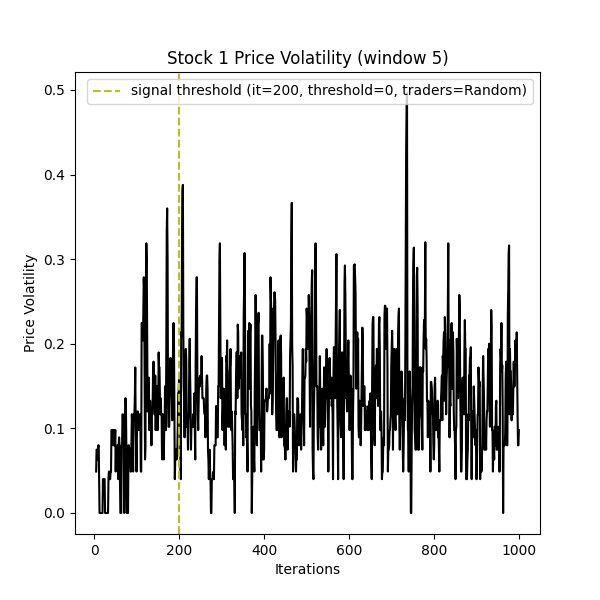 Stock 1 Price Volatility (window 5)
signal threshold (it=200, threshold=0, traders=Random)
0.5
0.4
0.3
0.2
0.1
0.0
Price Volatility
0 200 400 600 800 1000
Iterations